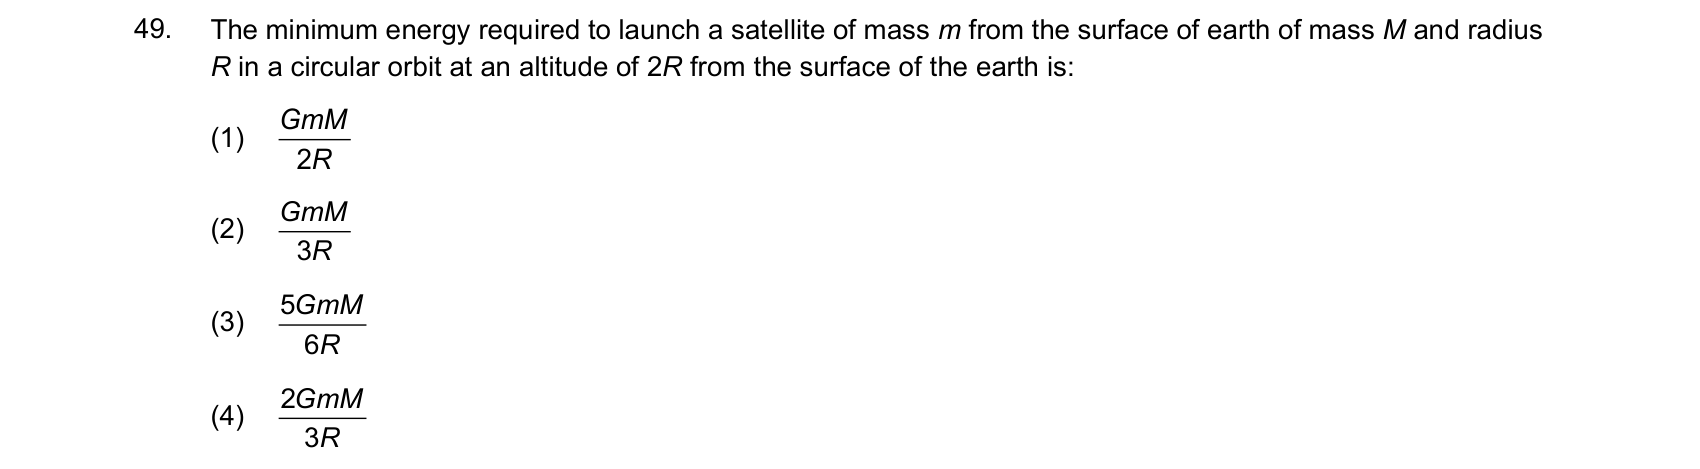 49. The minimum energy required to launch a satellite of mass m from the surface of earth of mass M and radius
R in a circular orbit at an altitude of 2R from the surface of the earth is:
(1) GmM
2R
(2) GmM
3R
(3) 5GmM
6R
(4) 2GmM
3R